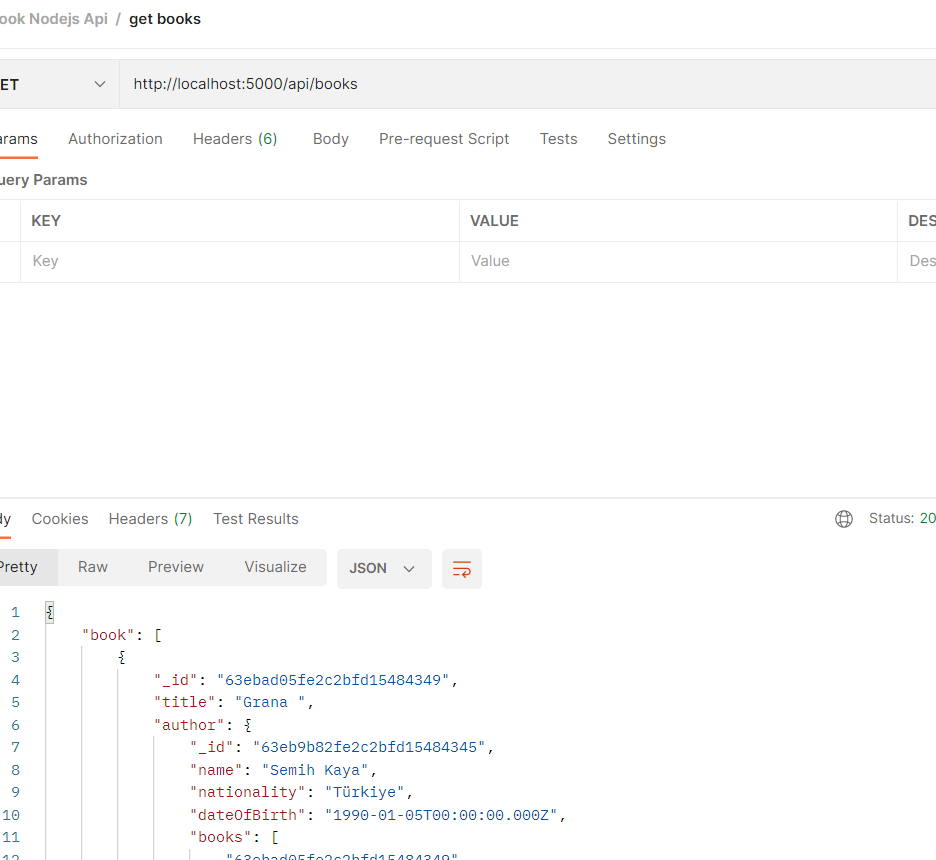 ook Nodejs Api / get books
ET http://localhost:5000/api/books
arams Authorization Headers (6) Body Pre-request Script Tests Settings
uery Params
KEY VALUE DES
Key Value Des
dy Cookies Headers (7) Test Results Status: 20
Pretty Raw Preview Visualize JSON
1 {
2 "book": [
3 {
4 "_id": "63ebad05fe2c2bfd15484349",
5 "title": "Grana ",
6 "author": {
7 "_id": "63eb9b82fe2c2bfd15484345",
8 "name": "Semih Kaya",
9 "nationality": "Türkiye",
10 "dateOfBirth": "1990-01-05T00:00:00.000Z",
11 "books": [
12 "63ebad05fe2c2bfd15484349"